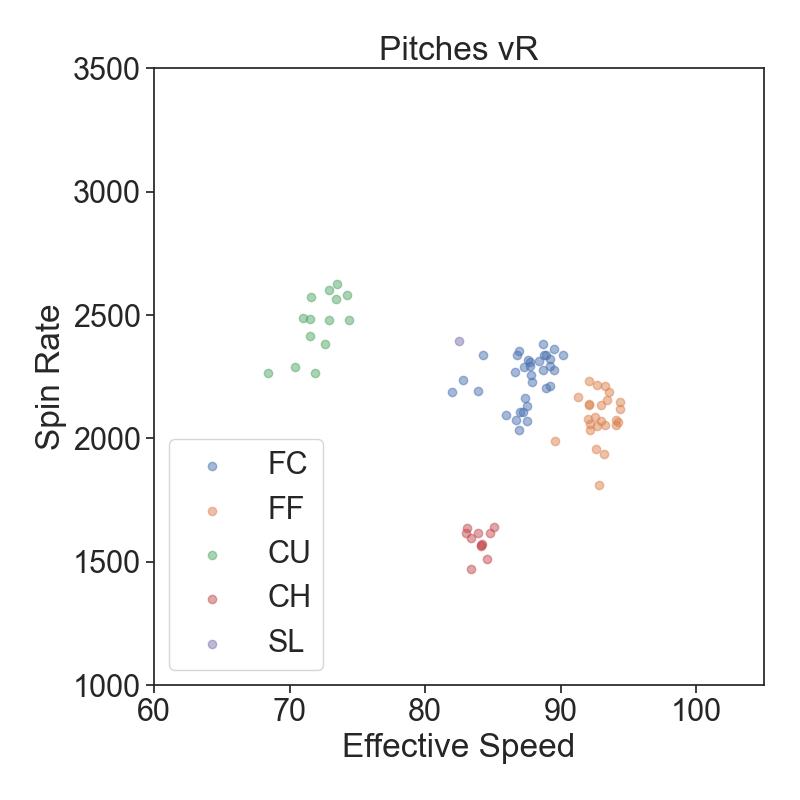 Pitches vR
3500
3000
2500
2000
1500
1000
Spin Rate
FC
FF
CU
CH
SL
60 70 80 90 100
Effective Speed